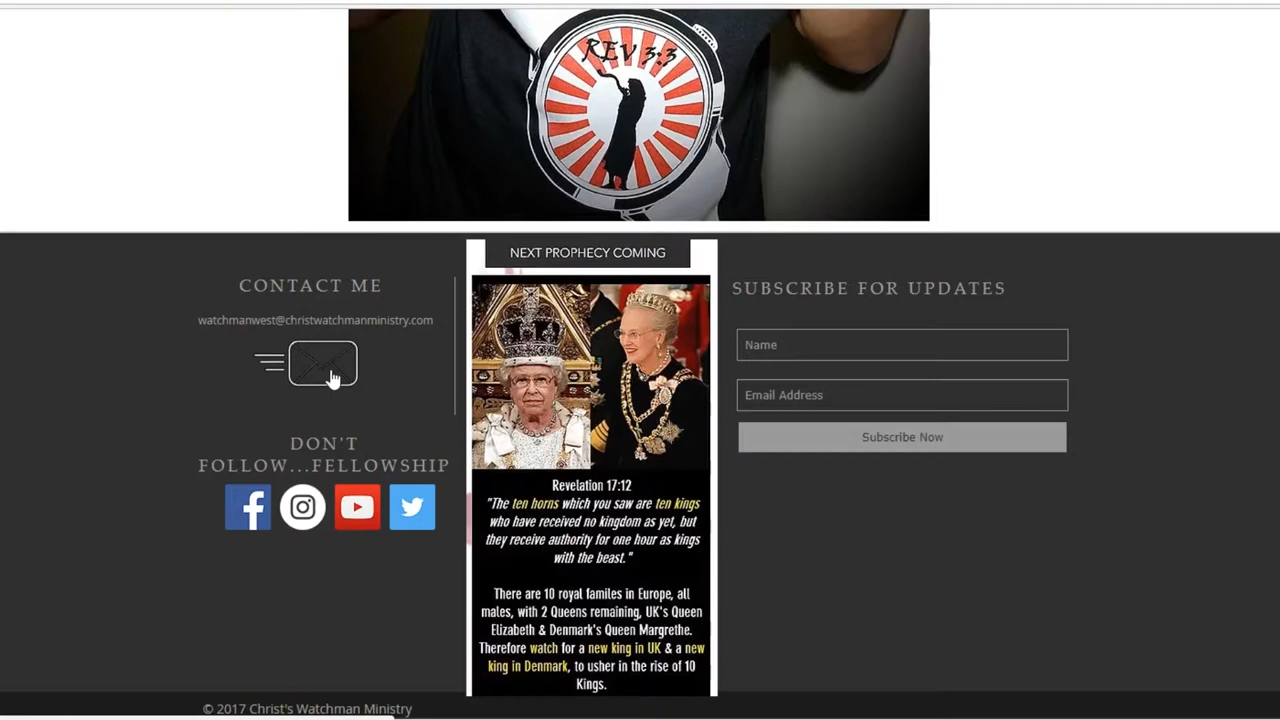 REV 3:3
NEXT PROPHECY COMING
CONTACT ME
watchmanwest@christwatchmanministry.com
DON'T
FOLLOW...FELLOWSHIP
Revelation 17:12
"The ten horns which you saw are ten kings
who have received no kingdom as yet, but
they receive authority for one hour as kings
with the beast."
There are 10 royal familes in Europe, all
males, with 2 Queens remaining, UK's Queen
Elizabeth & Denmark's Queen Margrethe.
Therefore watch for a new king in UK & a new
king in Denmark, to usher in the rise of 10
Kings.
SUBSCRIBE FOR UPDATES
Name
Email Address
Subscribe Now
© 2017 Christ's Watchman Ministry